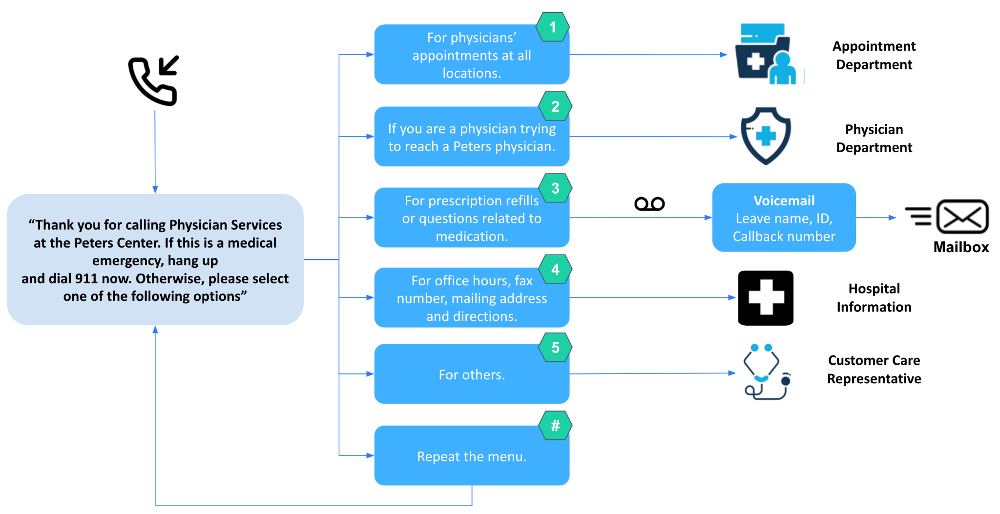 “Thank you for calling Physician Services
at the Peters Center. If this is a medical
emergency, hang up
and dial 911 now. Otherwise, please select
one of the following options”
1
For physicians’
appointments at all
locations.
Appointment
Department
2
If you are a physician trying
to reach a Peters physician.
Physician
Department
3
For prescription refills
or questions related to
medication.
Voicemail
Leave name, ID,
Callback number
Mailbox
4
For office hours, fax
number, mailing address
and directions.
Hospital
Information
5
For others.
Customer Care
Representative
#
Repeat the menu.